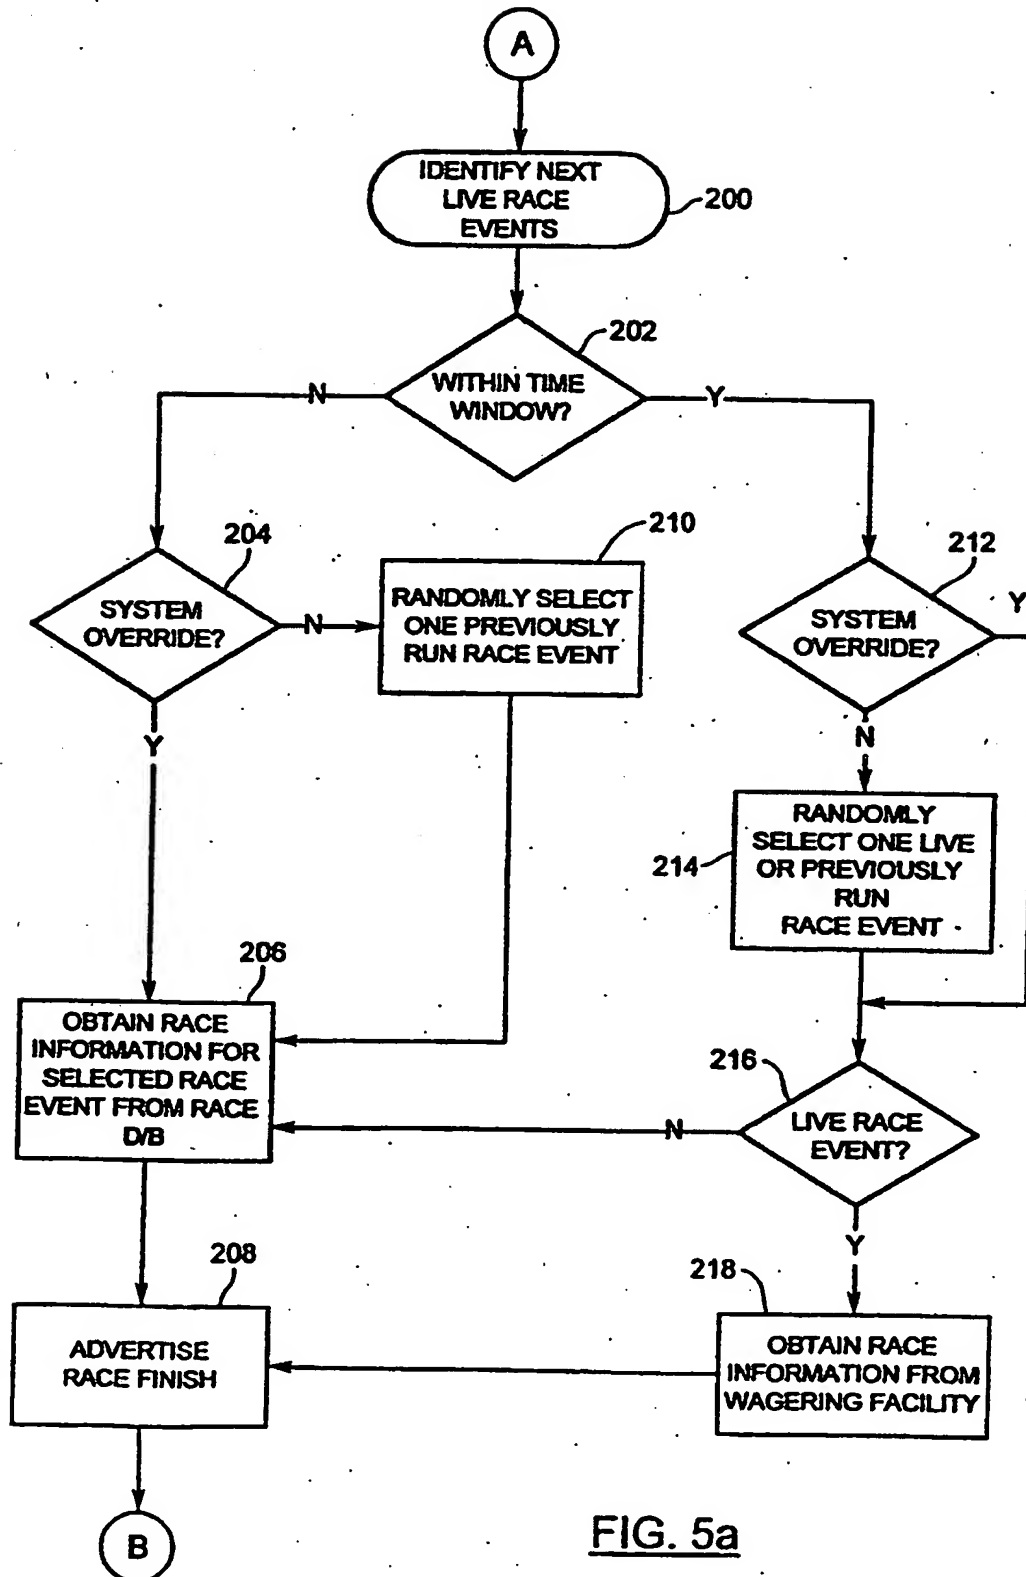 A
IDENTIFY NEXT
LIVE RACE
EVENTS
200
202
WITHIN TIME
WINDOW?
N
Y
204
SYSTEM
OVERRIDE?
N
Y
210
RANDOMLY SELECT
ONE PREVIOUSLY
RUN RACE EVENT
212
SYSTEM
OVERRIDE?
Y
N
RANDOMLY
SELECT ONE LIVE
OR PREVIOUSLY
RUN
RACE EVENT
214
206
OBTAIN RACE
INFORMATION FOR
SELECTED RACE
EVENT FROM RACE
D/B
216
LIVE RACE
EVENT?
N
Y
208
ADVERTISE
RACE FINISH
218
OBTAIN RACE
INFORMATION FROM
WAGERING FACILITY
B
FIG. 5a